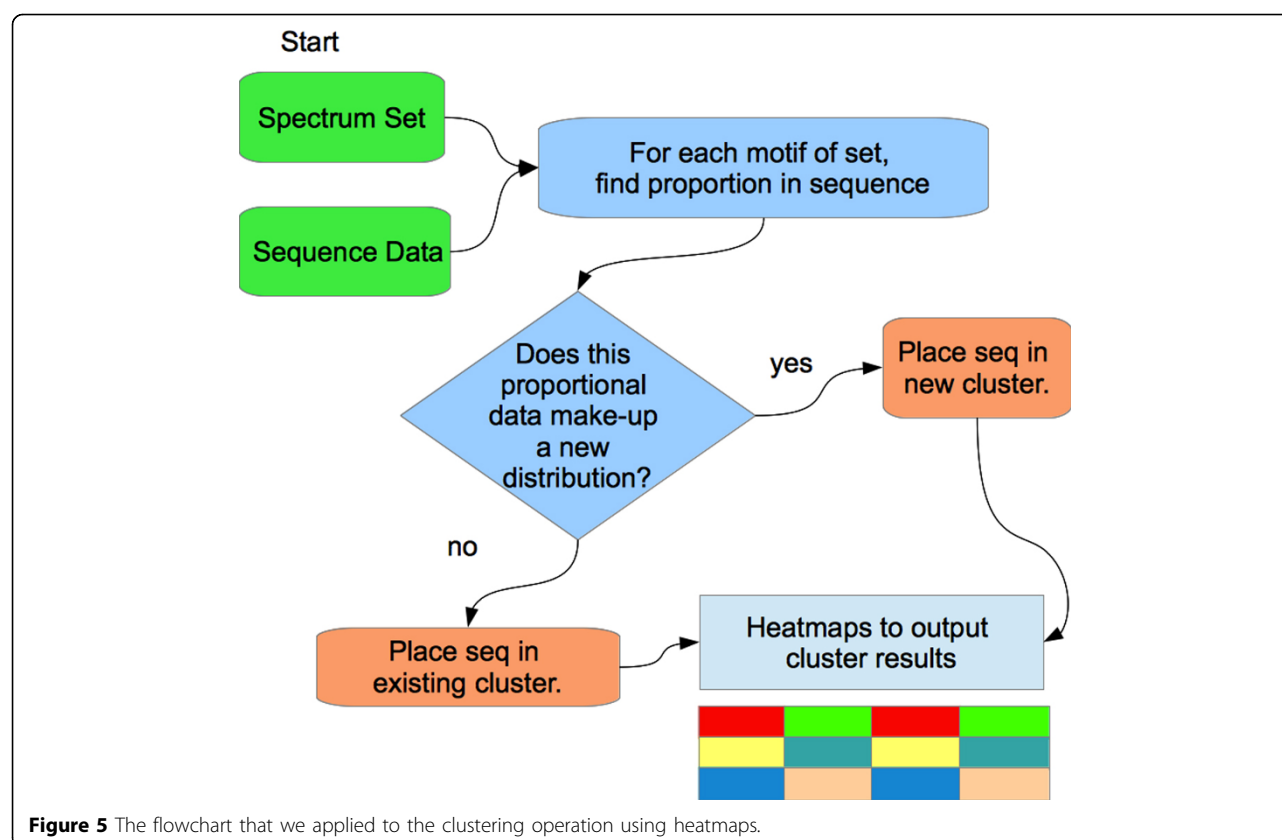 Start
Spectrum Set
Sequence Data
For each motif of set,
find proportion in sequence
Does this
proportional
data make-up
a new
distribution?
yes
Place seq in
new cluster.
no
Place seq in
existing cluster.
Heatmaps to output
cluster results
Figure 5 The flowchart that we applied to the clustering operation using heatmaps.